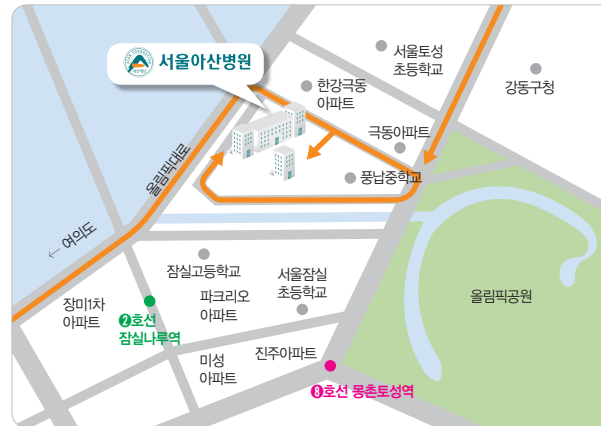 서울아산병원
서울토성
초등학교
강동구청
한강극동
아파트
극동아파트
풍납중학교
올림픽대로
← 여의도
잠실고등학교
서울잠실
초등학교
올림픽공원
장미1차
아파트
파크리오
아파트
❷호선
잠실나루역
미성
아파트
진주아파트
❽호선 몽촌토성역